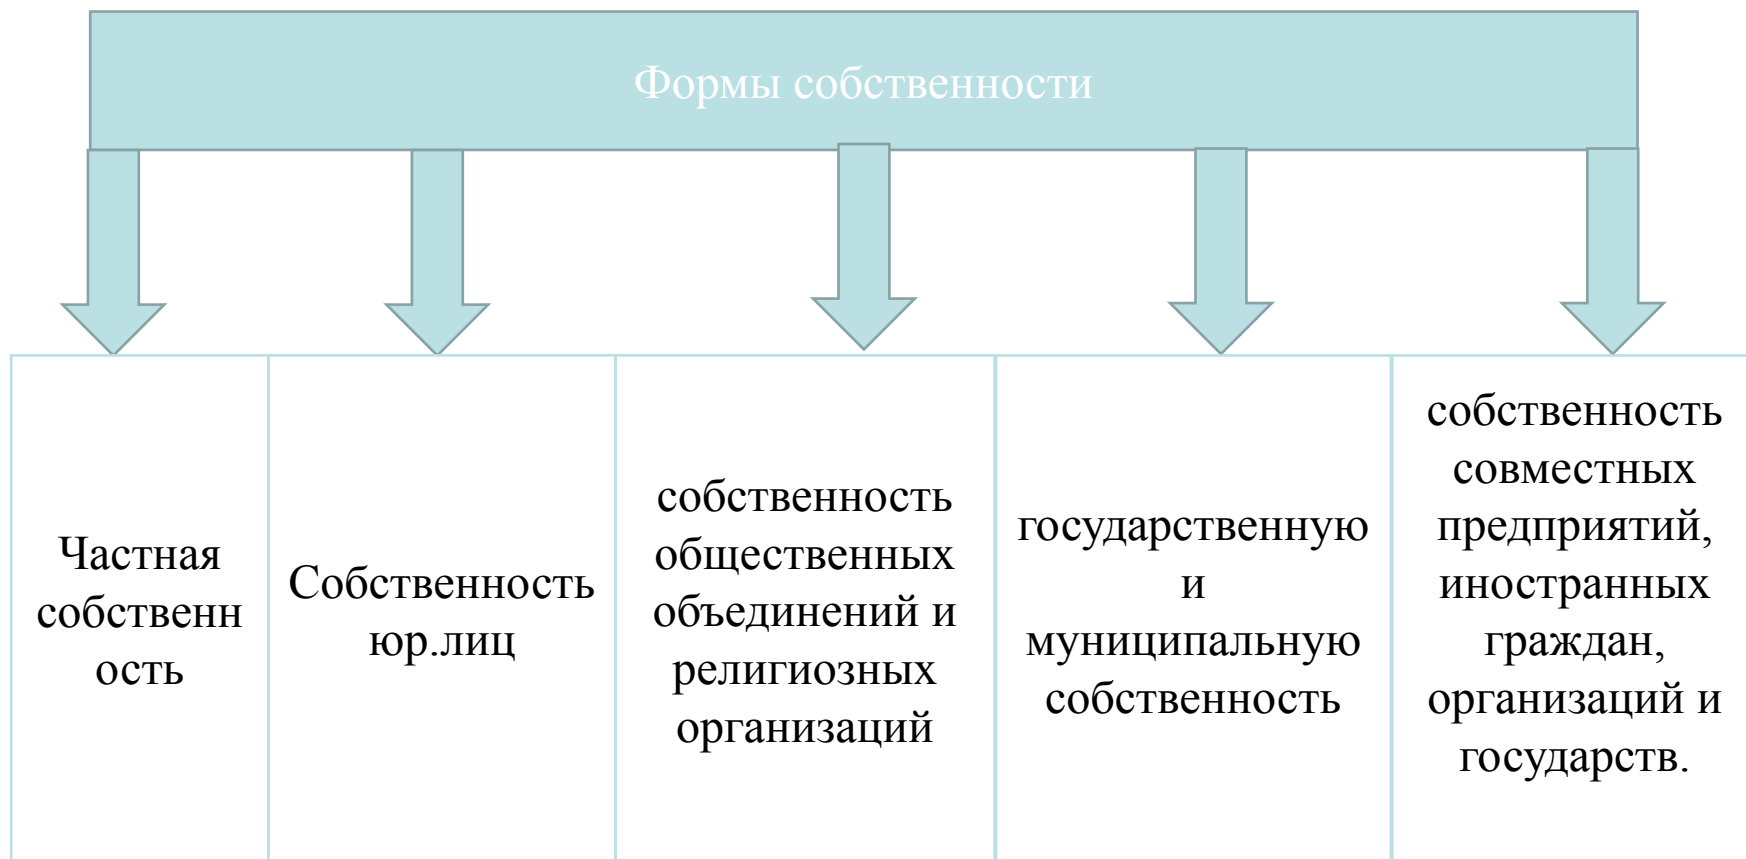 Формы собственности
Частная
собственн
ость
Собственность
юр.лиц
собственность
общественных
объединений и
религиозных
организаций
государственную
и
муниципальную
собственность
собственность
совместных
предприятий,
иностранных
граждан,
организаций и
государств.